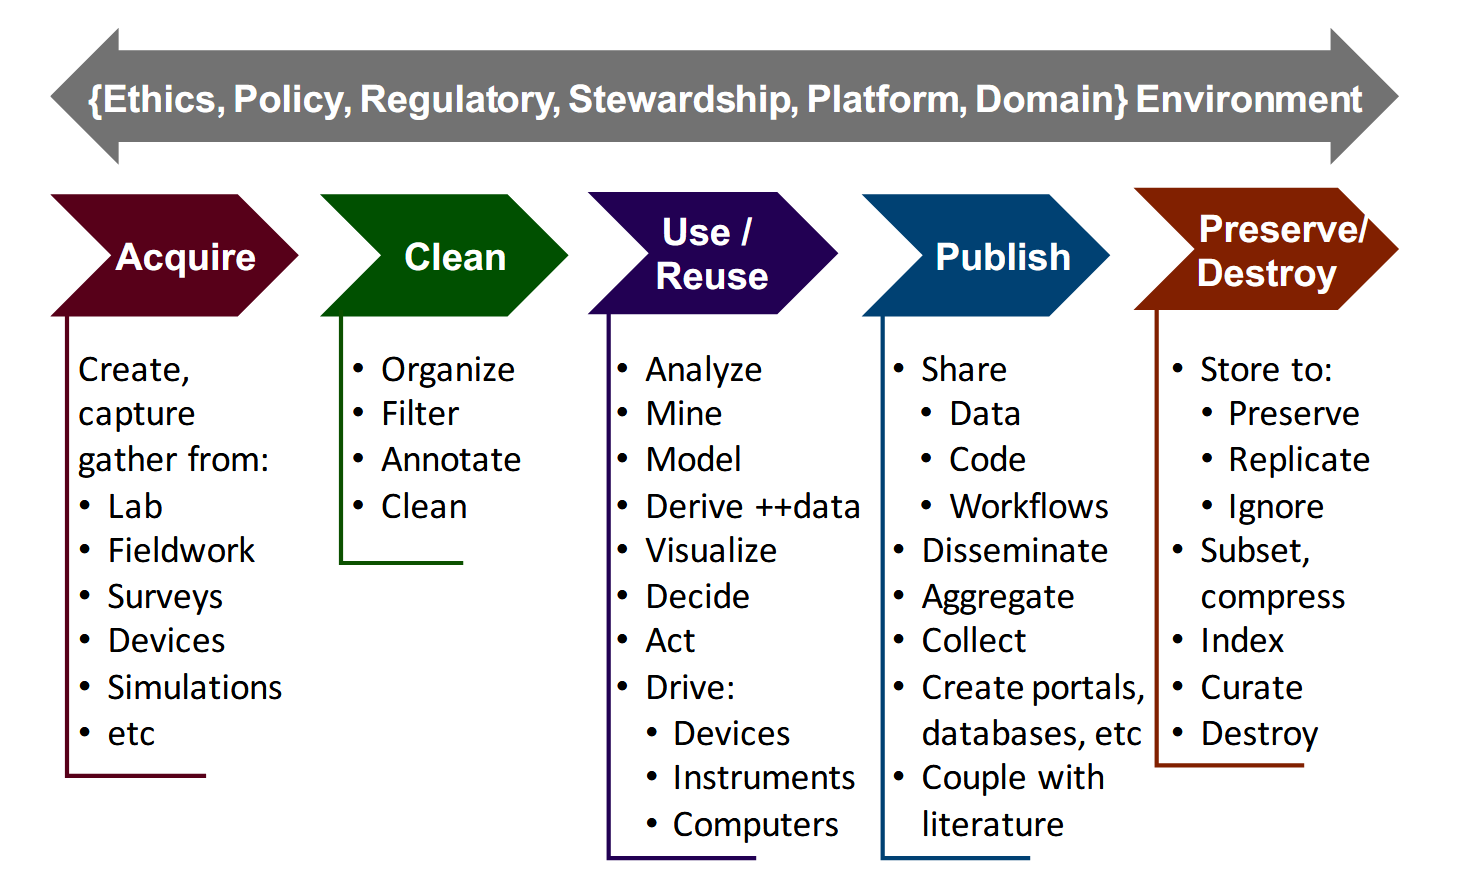 {Ethics, Policy, Regulatory, Stewardship, Platform, Domain} Environment
Acquire
Create,
capture
gather from:
• Lab
• Fieldwork
• Surveys
• Devices
• Simulations
• etc
Clean
• Organize
• Filter
• Annotate
• Clean
Use /
Reuse
• Analyze
• Mine
• Model
• Derive ++data
• Visualize
• Decide
• Act
• Drive:
• Devices
• Instruments
• Computers
Publish
• Share
• Data
• Code
• Workflows
• Disseminate
• Aggregate
• Collect
• Create portals,
databases, etc
• Couple with
literature
Preserve/
Destroy
• Store to:
• Preserve
• Replicate
• Ignore
• Subset,
compress
• Index
• Curate
• Destroy